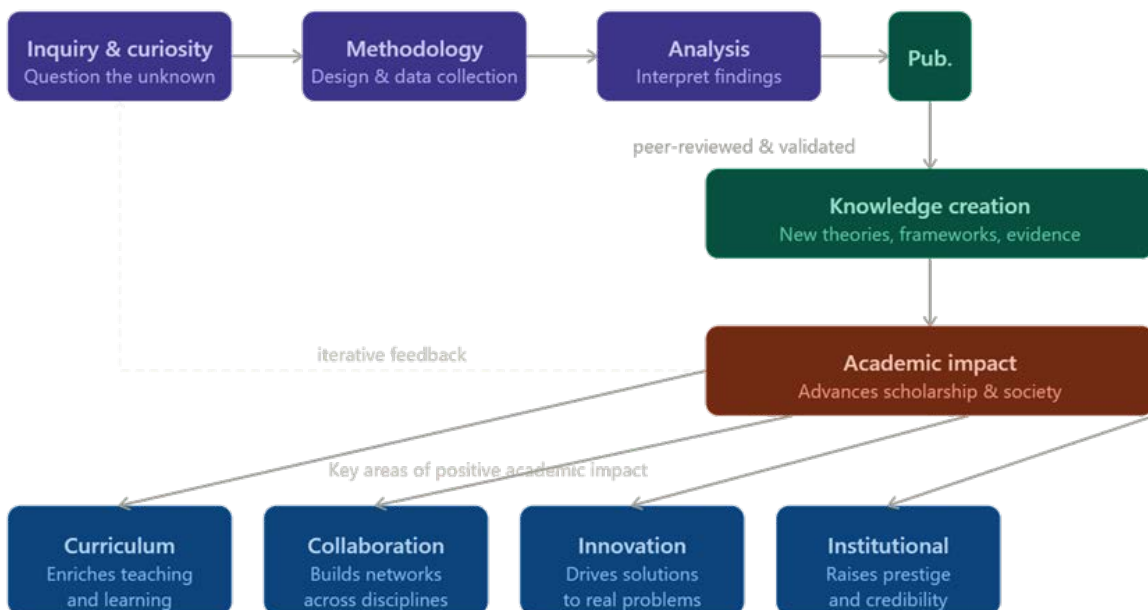 Inquiry & curiosity
Question the unknown
Methodology
Design & data collection
Analysis
Interpret findings
Pub.
peer-reviewed & validated
Knowledge creation
New theories, frameworks, evidence
iterative feedback
Academic impact
Advances scholarship & society
Key areas of positive academic impact
Curriculum
Enriches teaching
and learning
Collaboration
Builds networks
across disciplines
Innovation
Drives solutions
to real problems
Institutional
Raises prestige
and credibility